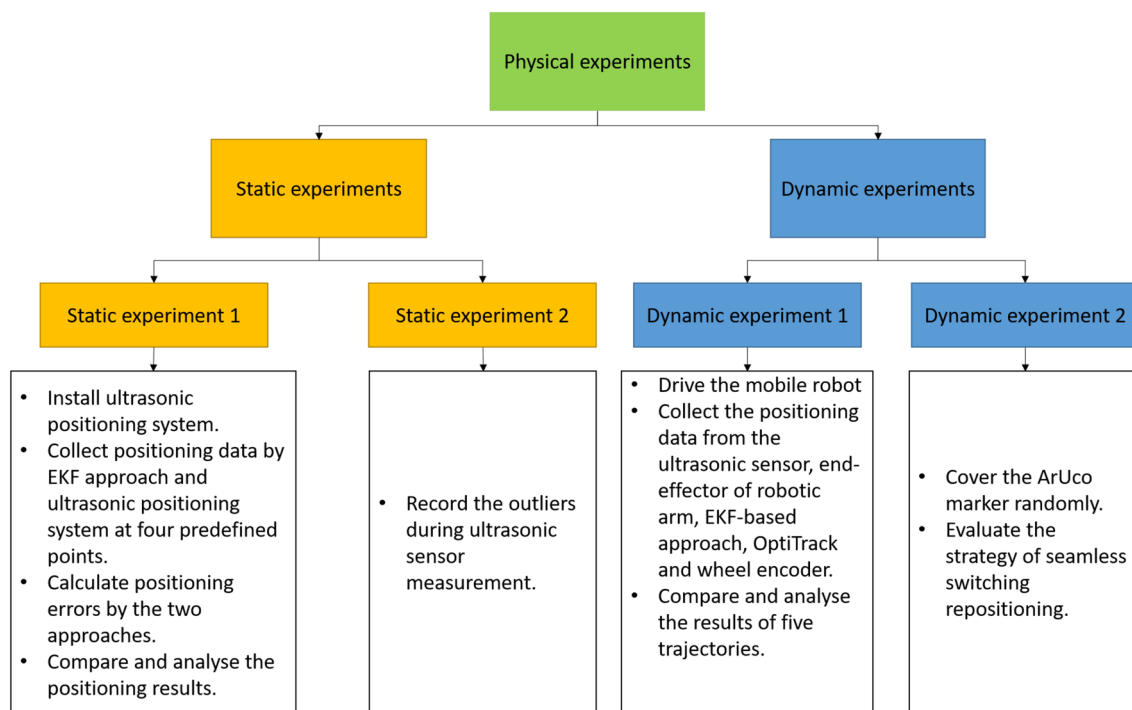 Physical experiments
Static experiments
Dynamic experiments
Static experiment 1
Static experiment 2
Dynamic experiment 1
Dynamic experiment 2
• Install ultrasonic
positioning system.
• Collect positioning data by
EKF approach and
ultrasonic positioning
system at four predefined
points.
• Calculate positioning
errors by the two
approaches.
• Compare and analyse the
positioning results.
• Record the outliers during
ultrasonic sensor
measurement.
• Drive the mobile robot
• Collect the positioning
data from the
ultrasonic sensor, end-
effector of robotic
arm, EKF-based
approach, OptiTrack
and wheel encoder.
• Compare and analyse
the results of five
trajectories.
• Cover the ArUco
marker randomly.
• Evaluate the
strategy of seamless
switching
repositioning.